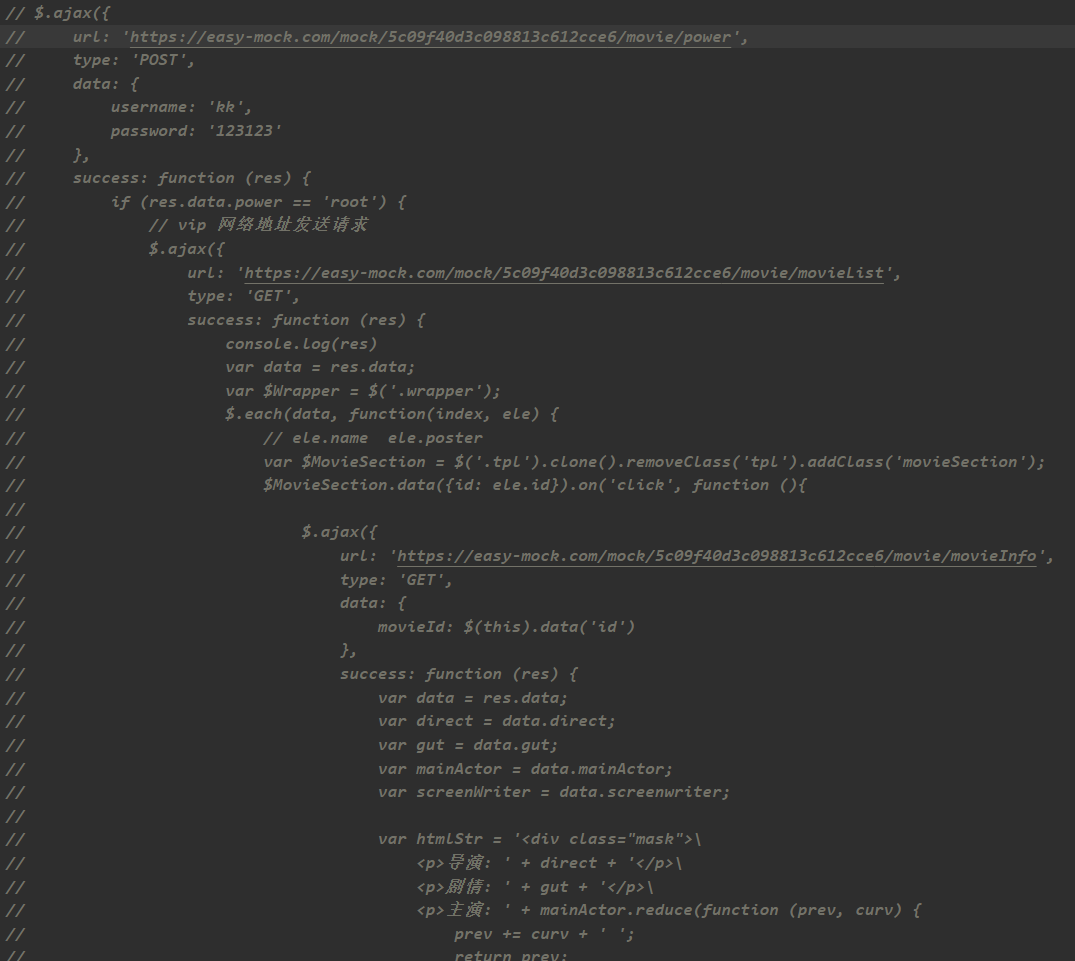 // $.ajax({
//     url: 'https://easy-mock.com/mock/5c09f40d3c098813c612cce6/movie/power',
//     type: 'POST',
//     data: {
//         username: 'kk',
//         password: '123123'
//     },
//     success: function (res) {
//         if (res.data.power == 'root') {
//             // vip 网络地址发送请求
//             $.ajax({
//                 url: 'https://easy-mock.com/mock/5c09f40d3c098813c612cce6/movie/movieList',
//                 type: 'GET',
//                 success: function (res) {
//                     console.log(res)
//                     var data = res.data;
//                     var $Wrapper = $('.wrapper');
//                     $.each(data, function(index, ele) {
//                         // ele.name  ele.poster
//                         var $MovieSection = $('.tpl').clone().removeClass('tpl').addClass('movieSection');
//                         $MovieSection.data({id: ele.id}).on('click', function (){
//
//                             $.ajax({
//                                 url: 'https://easy-mock.com/mock/5c09f40d3c098813c612cce6/movie/movieInfo',
//                                 type: 'GET',
//                                 data: {
//                                     movieId: $(this).data('id')
//                                 },
//                                 success: function (res) {
//                                     var data = res.data;
//                                     var direct = data.direct;
//                                     var gut = data.gut;
//                                     var mainActor = data.mainActor;
//                                     var screenWriter = data.screenwriter;
//
//                                     var htmlStr = '<div class="mask">\
//                                         <p>导演: ' + direct + '</p>\
//                                         <p>剧情: ' + gut + '</p>\
//                                         <p>主演: ' + mainActor.reduce(function (prev, curv) {
//                                             prev += curv + ' ';
//                                             return prev;